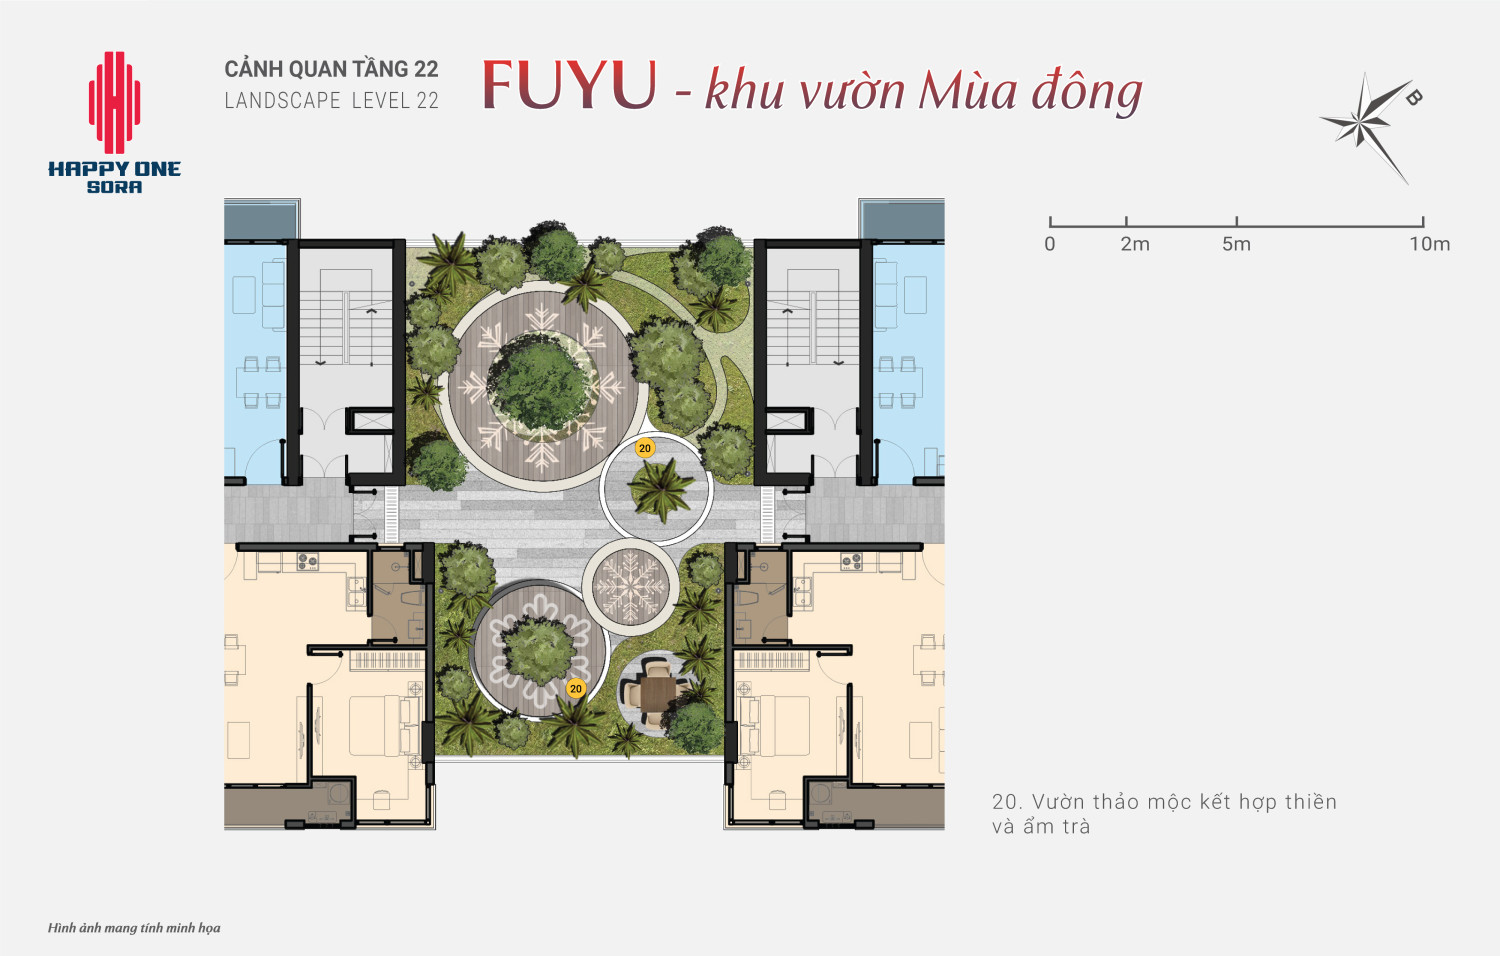 HAPPY ONE
SORA
CẢNH QUAN TẦNG 22
LANDSCAPE LEVEL 22
FUYU - khu vườn Mùa đông
B
0 2m 5m 10m
20
20
20. Vườn thảo mộc kết hợp thiền
và ẩm trà
Hình ảnh mang tính minh họa